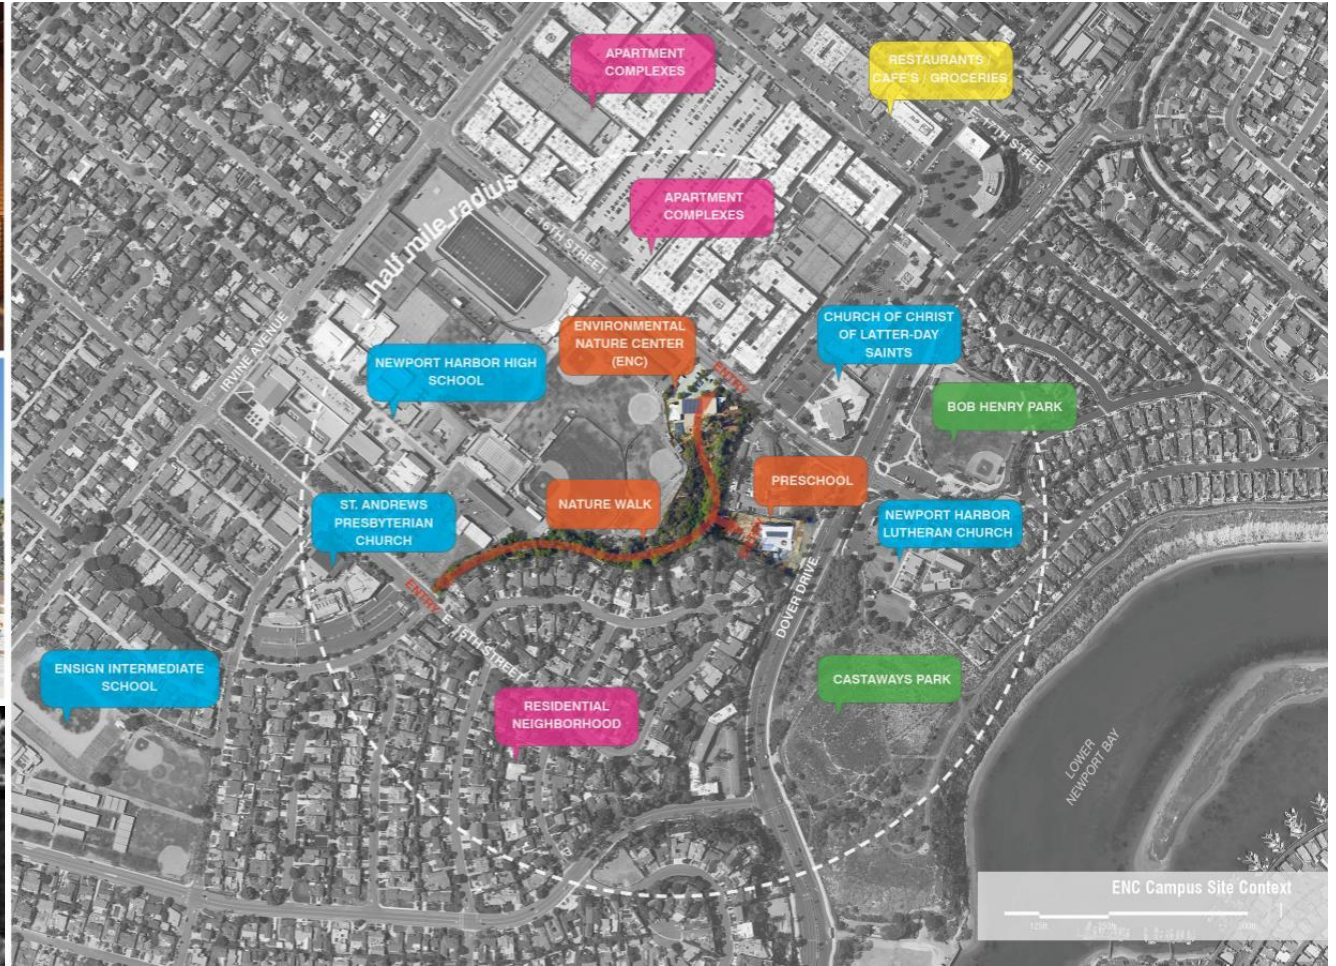 APARTMENT
COMPLEXES
RESTAURANTS /
CAFE'S / GROCERIES
E 17TH STREET
half mile radius
APARTMENT
COMPLEXES
E 16TH STREET
IRVINE AVENUE
ENVIRONMENTAL
NATURE CENTER
(ENC)
ENTRY
CHURCH OF CHRIST
OF LATTER-DAY
SAINTS
NEWPORT HARBOR HIGH
SCHOOL
BOB HENRY PARK
PRESCHOOL
NATURE WALK
ST. ANDREWS
PRESBYTERIAN
CHURCH
NEWPORT HARBOR
LUTHERAN CHURCH
ENTRY
E 15TH STREET
DOVER DRIVE
ENSIGN INTERMEDIATE
SCHOOL
CASTAWAYS PARK
RESIDENTIAL
NEIGHBORHOOD
LOWER
NEWPORT BAY
ENC Campus Site Context